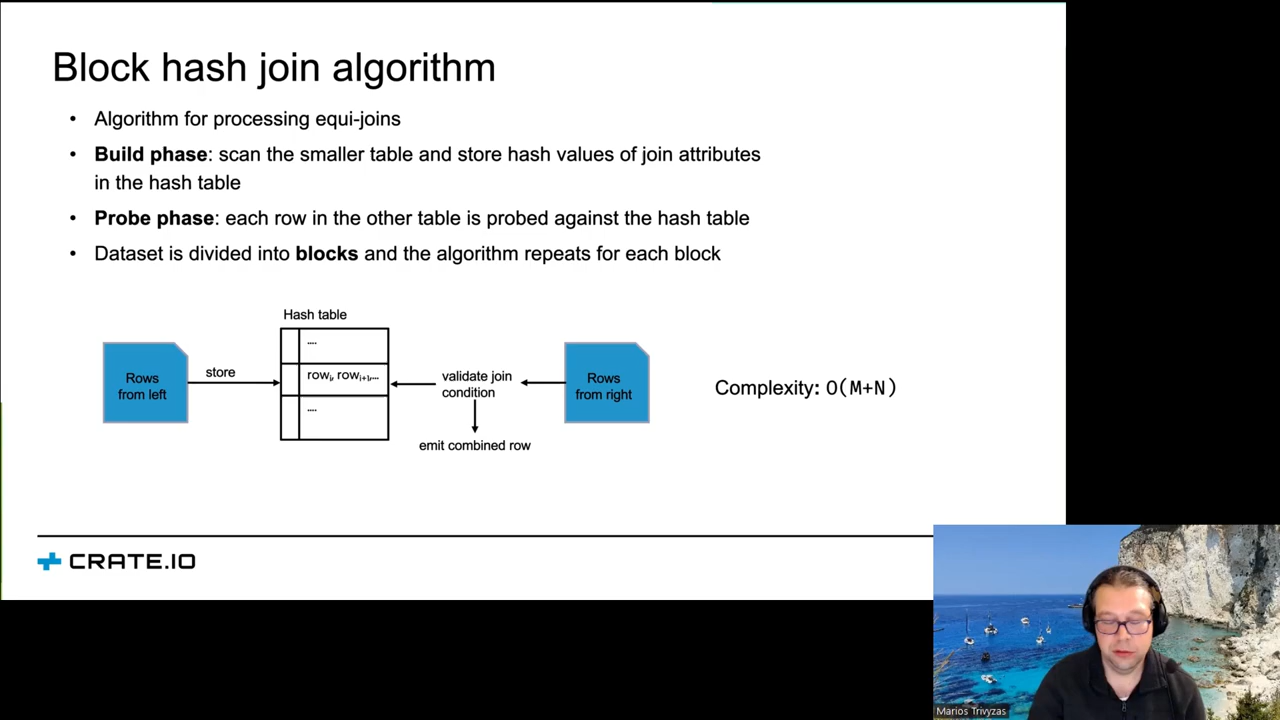 Block hash join algorithm
• Algorithm for processing equi-joins
• Build phase: scan the smaller table and store hash values of join attributes
in the hash table
• Probe phase: each row in the other table is probed against the hash table
• Dataset is divided into blocks and the algorithm repeats for each block
Hash table
....
Rows
from left
store
rowi, rowi+1,...
validate join
condition
Rows
from right
Complexity: O(M+N)
....
emit combined row
CRATE.IO
Marios Trivyzas